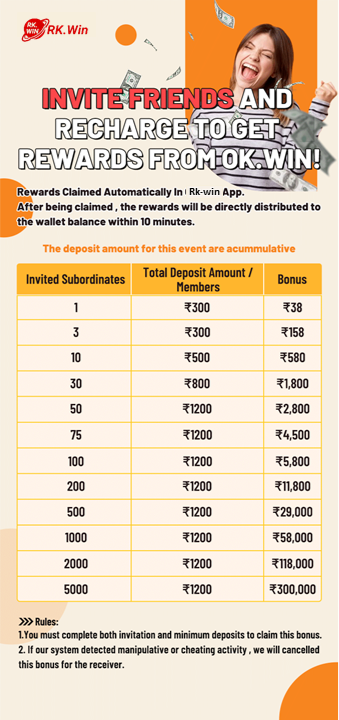 RK.
WIN
RK.Win
INVITE FRIENDS AND
RECHARGE TO GET
REWARDS FROM OK.WIN!
Rewards Claimed Automatically In Rk-win App.
After being claimed , the rewards will be directly distributed to
the wallet balance within 10 minutes.
The deposit amount for this event are acummulative
Invited Subordinates Total Deposit Amount / Members Bonus
1 ₹300 ₹38
3 ₹300 ₹158
10 ₹500 ₹580
30 ₹800 ₹1,800
50 ₹1200 ₹2,800
75 ₹1200 ₹4,500
100 ₹1200 ₹5,800
200 ₹1200 ₹11,800
500 ₹1200 ₹29,000
1000 ₹1200 ₹58,000
2000 ₹1200 ₹118,000
5000 ₹1200 ₹300,000
>>> Rules:
1.You must complete both invitation and minimum deposits to claim this bonus.
2. If our system detected manipulative or cheating activity , we will cancelled
this bonus for the receiver.